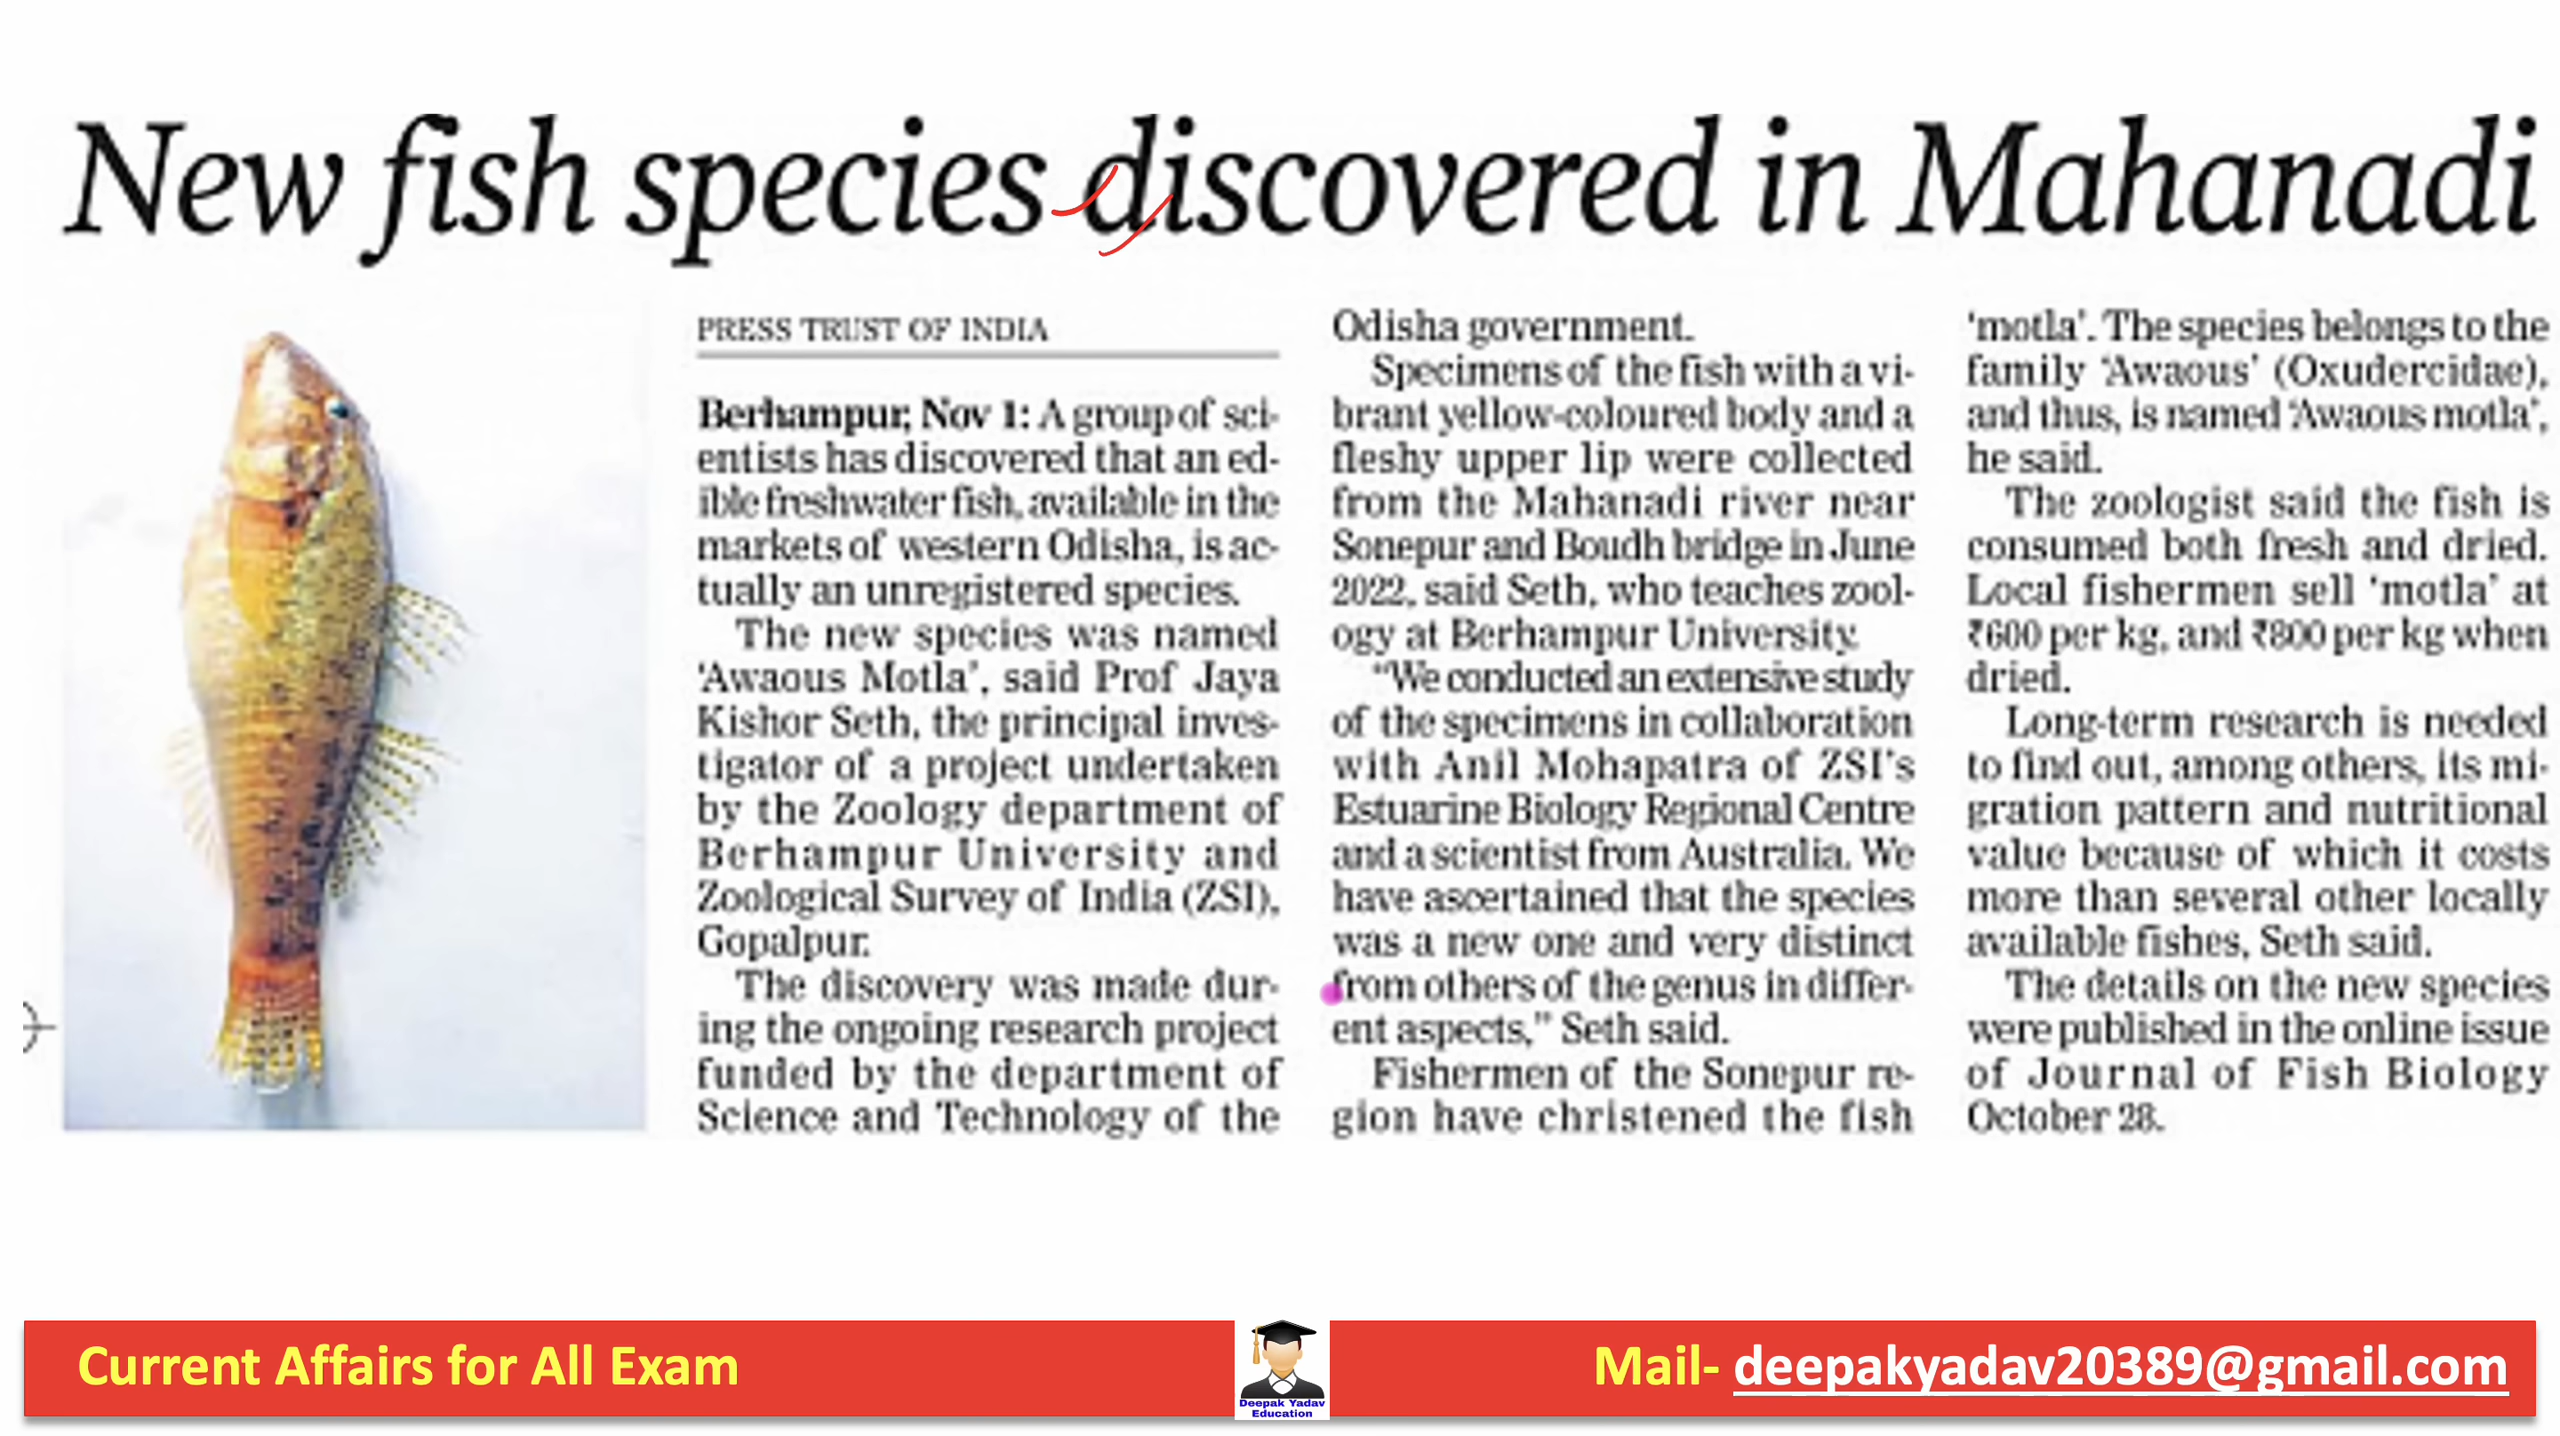 New fish species discovered in Mahanadi
PRESS TRUST OF INDIA
Berhampur, Nov 1: A group of sci-
entists has discovered that an ed-
ible freshwater fish, available in the
markets of western Odisha, is ac-
tually an unregistered species.
The new species was named
‘Awaous Motla’, said Prof Jaya
Kishor Seth, the principal inves-
tigator of a project undertaken
by the Zoology department of
Berhampur University and
Zoological Survey of India (ZSI),
Gopalpur.
The discovery was made dur-
ing the ongoing research project
funded by the department of
Science and Technology of the
Odisha government.
Specimens of the fish with a vi-
brant yellow-coloured body and a
fleshy upper lip were collected
from the Mahanadi river near
Sonepur and Boudh bridge in June
2022, said Seth, who teaches zool-
ogy at Berhampur University.
“We conducted an extensive study
of the specimens in collaboration
with Anil Mohapatra of ZSI’s
Estuarine Biology Regional Centre
and a scientist from Australia. We
have ascertained that the species
was a new one and very distinct
from others of the genus in differ-
ent aspects,” Seth said.
Fishermen of the Sonepur re-
gion have christened the fish
‘motla’. The species belongs to the
family ‘Awaous’ (Oxudercidae),
and thus, is named ‘Awaous motla’,
he said.
The zoologist said the fish is
consumed both fresh and dried.
Local fishermen sell ‘motla’ at
₹600 per kg, and ₹800 per kg when
dried.
Long-term research is needed
to find out, among others, its mi-
gration pattern and nutritional
value because of which it costs
more than several other locally
available fishes, Seth said.
The details on the new species
were published in the online issue
of Journal of Fish Biology
October 28.
Current Affairs for All Exam
Deepak Yadav
Education
Mail- deepakyadav20389@gmail.com